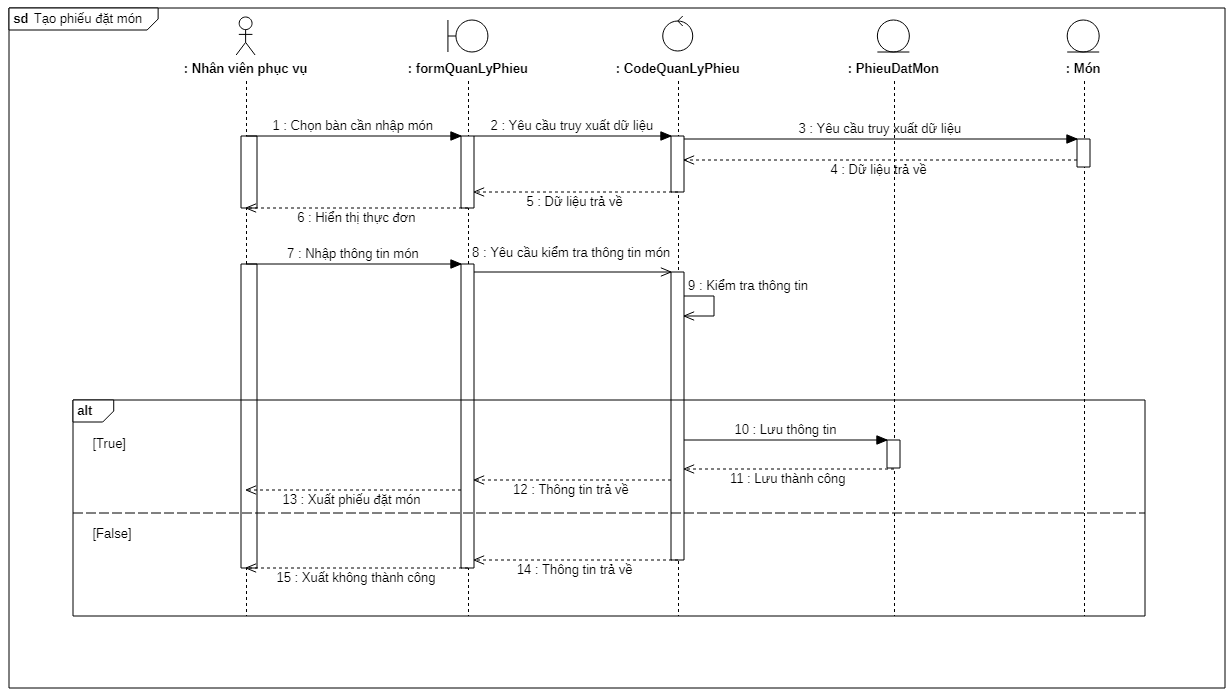 sd Tạo phiếu đặt món
: Nhân viên phục vụ
: formQuanLyPhieu
: CodeQuanLyPhieu
: PhieuDatMon
: Món
1 : Chọn bàn cần nhập món
2 : Yêu cầu truy xuất dữ liệu
3 : Yêu cầu truy xuất dữ liệu
4 : Dữ liệu trả về
5 : Dữ liệu trả về
6 : Hiển thị thực đơn
7 : Nhập thông tin món
8 : Yêu cầu kiểm tra thông tin món
9 : Kiểm tra thông tin
alt
[True]
10 : Lưu thông tin
11 : Lưu thành công
12 : Thông tin trả về
13 : Xuất phiếu đặt món
[False]
14 : Thông tin trả về
15 : Xuất không thành công